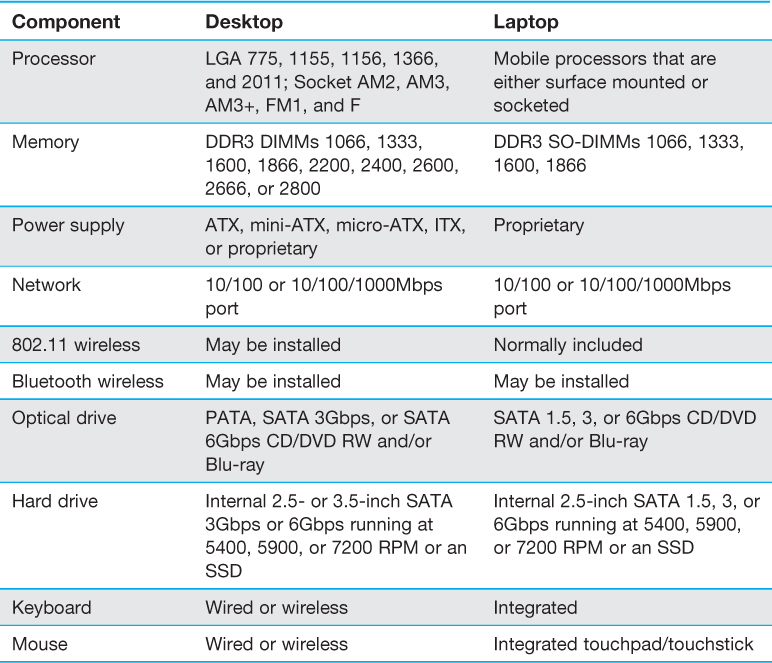 Component Desktop Laptop
Processor LGA 775, 1155, 1156, 1366, Mobile processors that are
and 2011; Socket AM2, AM3, either surface mounted or
AM3+, FM1, and F socketed
Memory DDR3 DIMMs 1066, 1333, DDR3 SO-DIMMs 1066, 1333,
1600, 1866, 2200, 2400, 2600, 1600, 1866
2666, or 2800
Power supply ATX, mini-ATX, micro-ATX, ITX, Proprietary
or proprietary
Network 10/100 or 10/100/1000Mbps 10/100 or 10/100/1000Mbps
port port
802.11 wireless May be installed Normally included
Bluetooth wireless May be installed May be installed
Optical drive PATA, SATA 3Gbps, or SATA SATA 1.5, 3, or 6Gbps CD/DVD
6Gbps CD/DVD RW and/or RW and/or Blu-ray
Blu-ray
Hard drive Internal 2.5- or 3.5-inch SATA Internal 2.5-inch SATA 1.5, 3, or
3Gbps or 6Gbps running at 6Gbps running at 5400, 5900,
5400, 5900, or 7200 RPM or an or 7200 RPM or an SSD
SSD
Keyboard Wired or wireless Integrated
Mouse Wired or wireless Integrated touchpad/touchstick